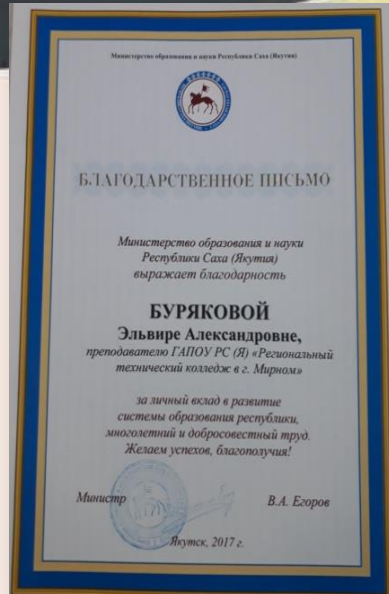 Министерство образования и науки Республики Саха (Якутия)
БЛАГОДАРСТВЕННОЕ ПИСЬМО
Министерство образования и науки
Республики Саха (Якутия)
выражает благодарность
БУРЯКОВОЙ
Эльвире Александровне,
преподавателю ГАПОУ РС (Я) «Региональный
технический колледж в г. Мирном»
за личный вклад в развитие
системы образования республики,
многолетний и добросовестный труд.
Желаем успехов, благополучия!
Министр В.А. Егоров
Якутск, 2017 г.